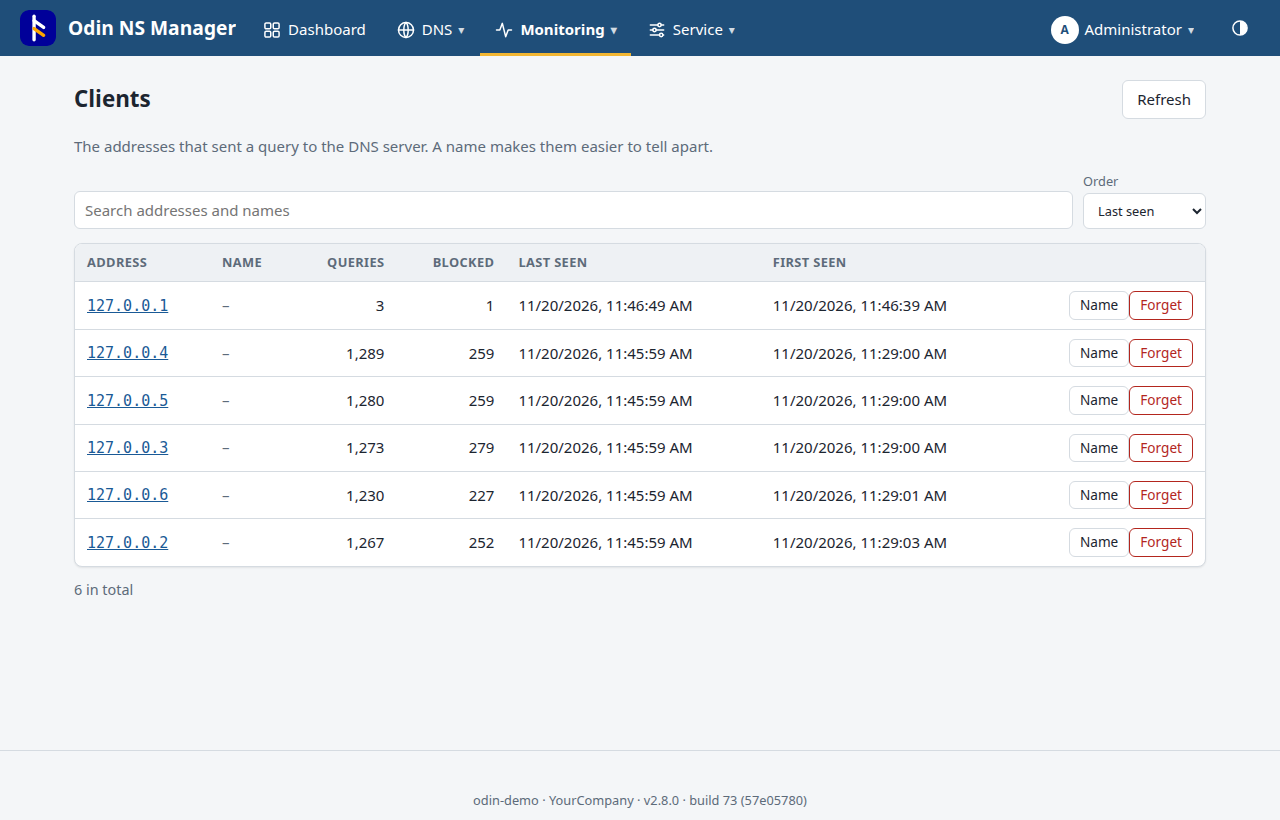 Odin NS Manager Dashboard DNS ▾ Monitoring ▾ Service ▾ A Administrator ▾
Clients Refresh
The addresses that sent a query to the DNS server. A name makes them easier to tell apart.
Order
Search addresses and names Last seen
ADDRESS NAME QUERIES BLOCKED LAST SEEN FIRST SEEN
127.0.0.1 – 3 1 11/20/2026, 11:46:49 AM 11/20/2026, 11:46:39 AM Name Forget
127.0.0.4 – 1,289 259 11/20/2026, 11:45:59 AM 11/20/2026, 11:29:00 AM Name Forget
127.0.0.5 – 1,280 259 11/20/2026, 11:45:59 AM 11/20/2026, 11:29:00 AM Name Forget
127.0.0.3 – 1,273 279 11/20/2026, 11:45:59 AM 11/20/2026, 11:29:00 AM Name Forget
127.0.0.6 – 1,230 227 11/20/2026, 11:45:59 AM 11/20/2026, 11:29:01 AM Name Forget
127.0.0.2 – 1,267 252 11/20/2026, 11:45:59 AM 11/20/2026, 11:29:03 AM Name Forget
6 in total
odin-demo · YourCompany · v2.8.0 · build 73 (57e05780)